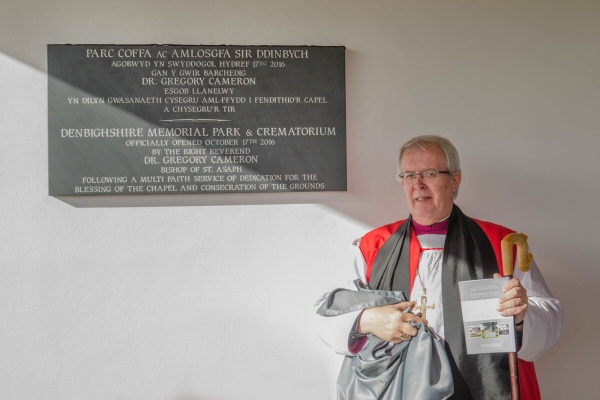 PARC COFFA AC AMLOSGFA SIR DDINBYCH
AGORWYD YN SWYDDOGOL HYDREF 17EG 2016
GAN Y GWIR BARCHEDIG
DR. GREGORY CAMERON
ESGOB LLANELWY
YN DILYN GWASANAETH CYSEGRU AML-FFYDD I FENDITHIO'R CAPEL
A CHYSEGRU'R TIR
DENBIGHSHIRE MEMORIAL PARK & CREMATORIUM
OFFICIALLY OPENED OCTOBER 17TH 2016
BY THE RIGHT REVEREND
DR. GREGORY CAMERON
BISHOP OF ST. ASAPH
FOLLOWING A MULTI FAITH SERVICE OF DEDICATION FOR THE
BLESSING OF THE CHAPEL AND CONSECRATION OF THE GROUNDS